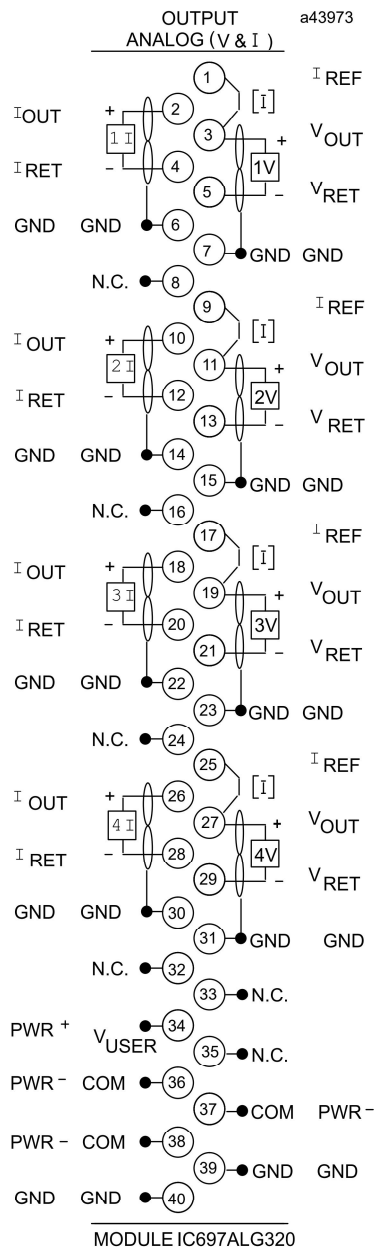 OUTPUT a43973
ANALOG (V & I)
1 I REF
[I]
I OUT + 2
3 + V OUT
1I 1V
I RET - 4
5 - V RET
GND GND 6
7 GND GND
N.C. 8
9 I REF
[I]
I OUT + 10
11 + V OUT
2I 2V
I RET - 12
13 - V RET
GND GND 14
15 GND GND
N.C. 16
17 I REF
[I]
I OUT + 18
19 + V OUT
3I 3V
I RET - 20
21 - V RET
GND GND 22
23 GND GND
N.C. 24
25 I REF
[I]
I OUT + 26
27 + V OUT
4I 4V
I RET - 28
29 - V RET
GND GND 30
31 GND GND
N.C. 32
33 N.C.
PWR + V USER 34
35 N.C.
PWR - COM 36
37 COM PWR -
PWR - COM 38
39 GND GND
GND GND 40
MODULE IC697ALG320